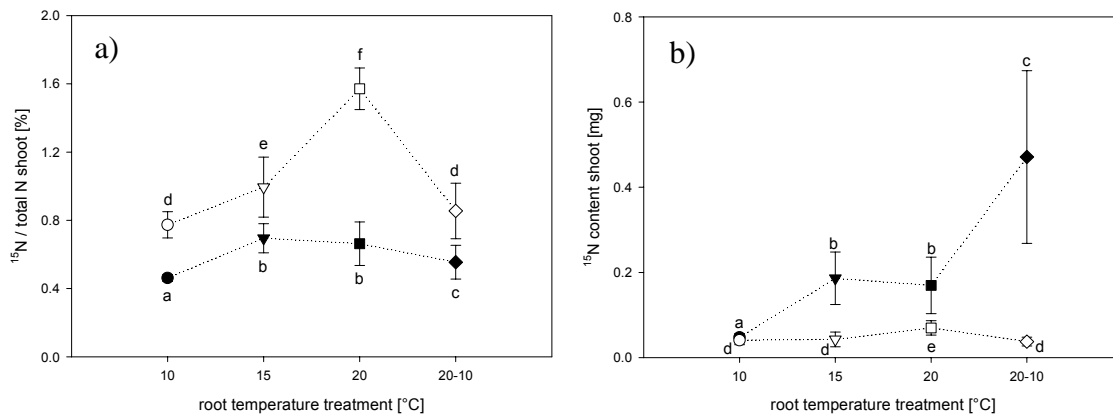 a)
2.0
1.6
1.2
0.8
0.4
0.0
¹⁵N / total N shoot [%]
d
e
f
d
a
b
b
c
10
15
20
20-10
root temperature treatment [°C]
b)
0.8
0.6
0.4
0.2
0.0
¹⁵N content shoot [mg]
a
b
b
c
d
d
e
d
10
15
20
20-10
root temperature treatment [°C]